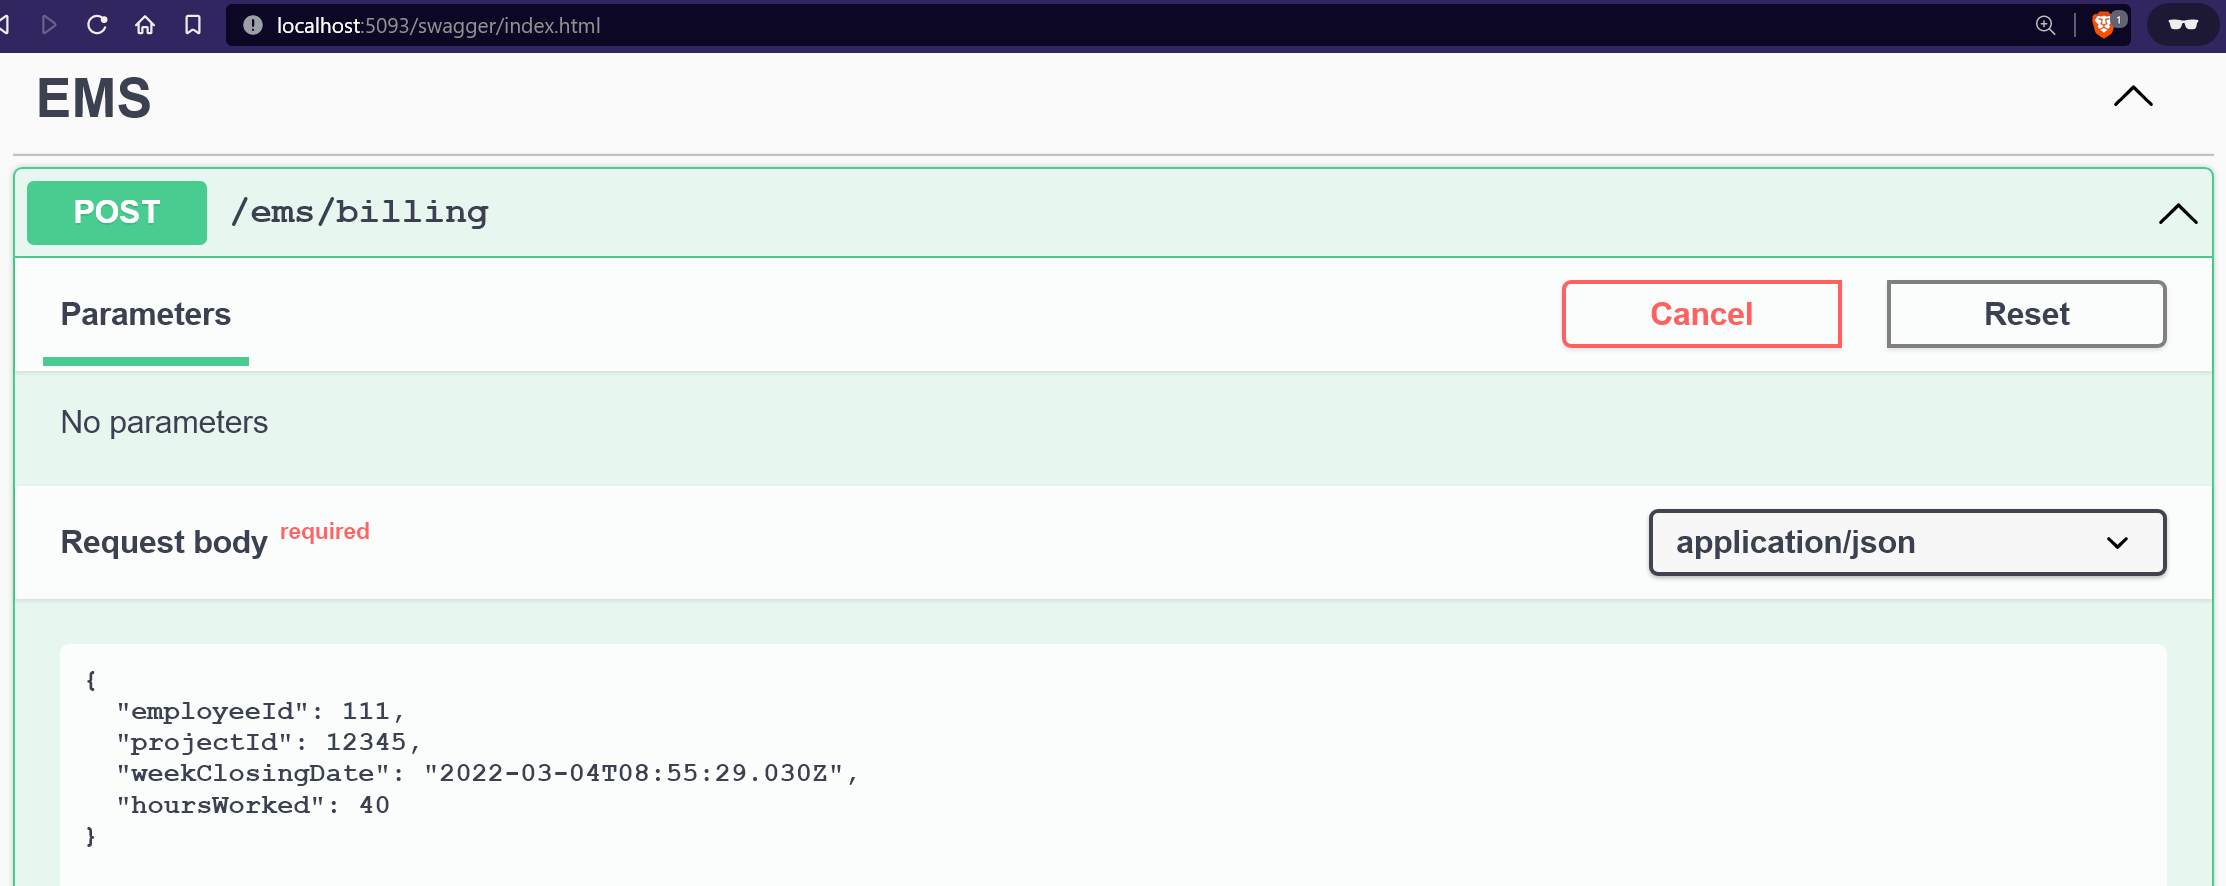 localhost:5093/swagger/index.html
1
EMS
POST /ems/billing
Parameters
Cancel
Reset
No parameters
Request body required
application/json
{
  "employeeId": 111,
  "projectId": 12345,
  "weekClosingDate": "2022-03-04T08:55:29.030Z",
  "hoursWorked": 40
}